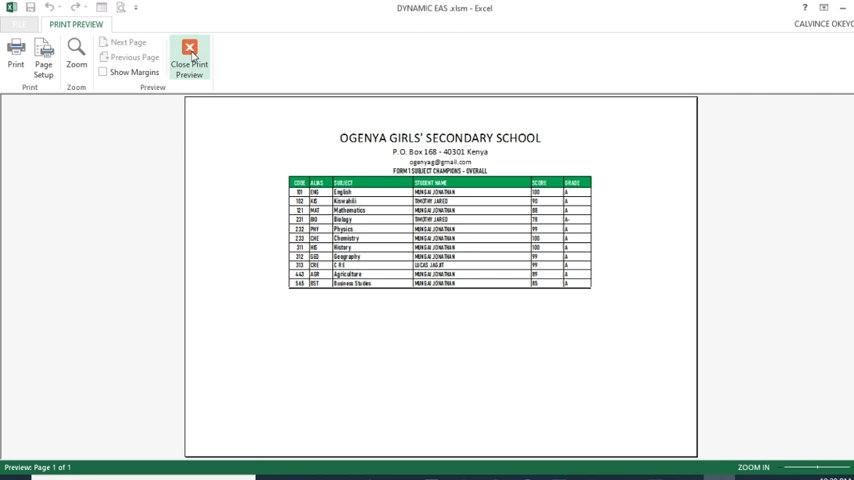 DYNAMIC EAS .xlsm - Excel
FILE
PRINT PREVIEW
CALVINCE OKEYO
Print
Page Setup
Zoom
Next Page
Previous Page
Show Margins
Close Print Preview
Print
Zoom
Preview
OGENYA GIRLS' SECONDARY SCHOOL
P.O. Box 168 - 40301 Kenya
ogenyag@gmail.com
FORM 1 SUBJECT CHAMPIONS - OVERALL
CODE ALIAS SUBJECT STUDENT NAME SCORE GRADE
101 ENG English MUNGAI JONATHAN 100 A
102 KIS Kiswahili TIMOTHY JARED 90 A
121 MAT Mathematics MUNGAI JONATHAN 88 A
231 BIO Biology TIMOTHY JARED 78 A-
232 PHY Physics MUNGAI JONATHAN 99 A
233 CHE Chemistry MUNGAI JONATHAN 100 A
311 HIS History MUNGAI JONATHAN 100 A
312 GEO Geography MUNGAI JONATHAN 99 A
313 CRE C R E LUCAS JAGJIT 99 A
443 AGR Agriculture MUNGAI JONATHAN 89 A
565 BST Business Studies MUNGAI JONATHAN 85 A
Preview: Page 1 of 1
ZOOM IN